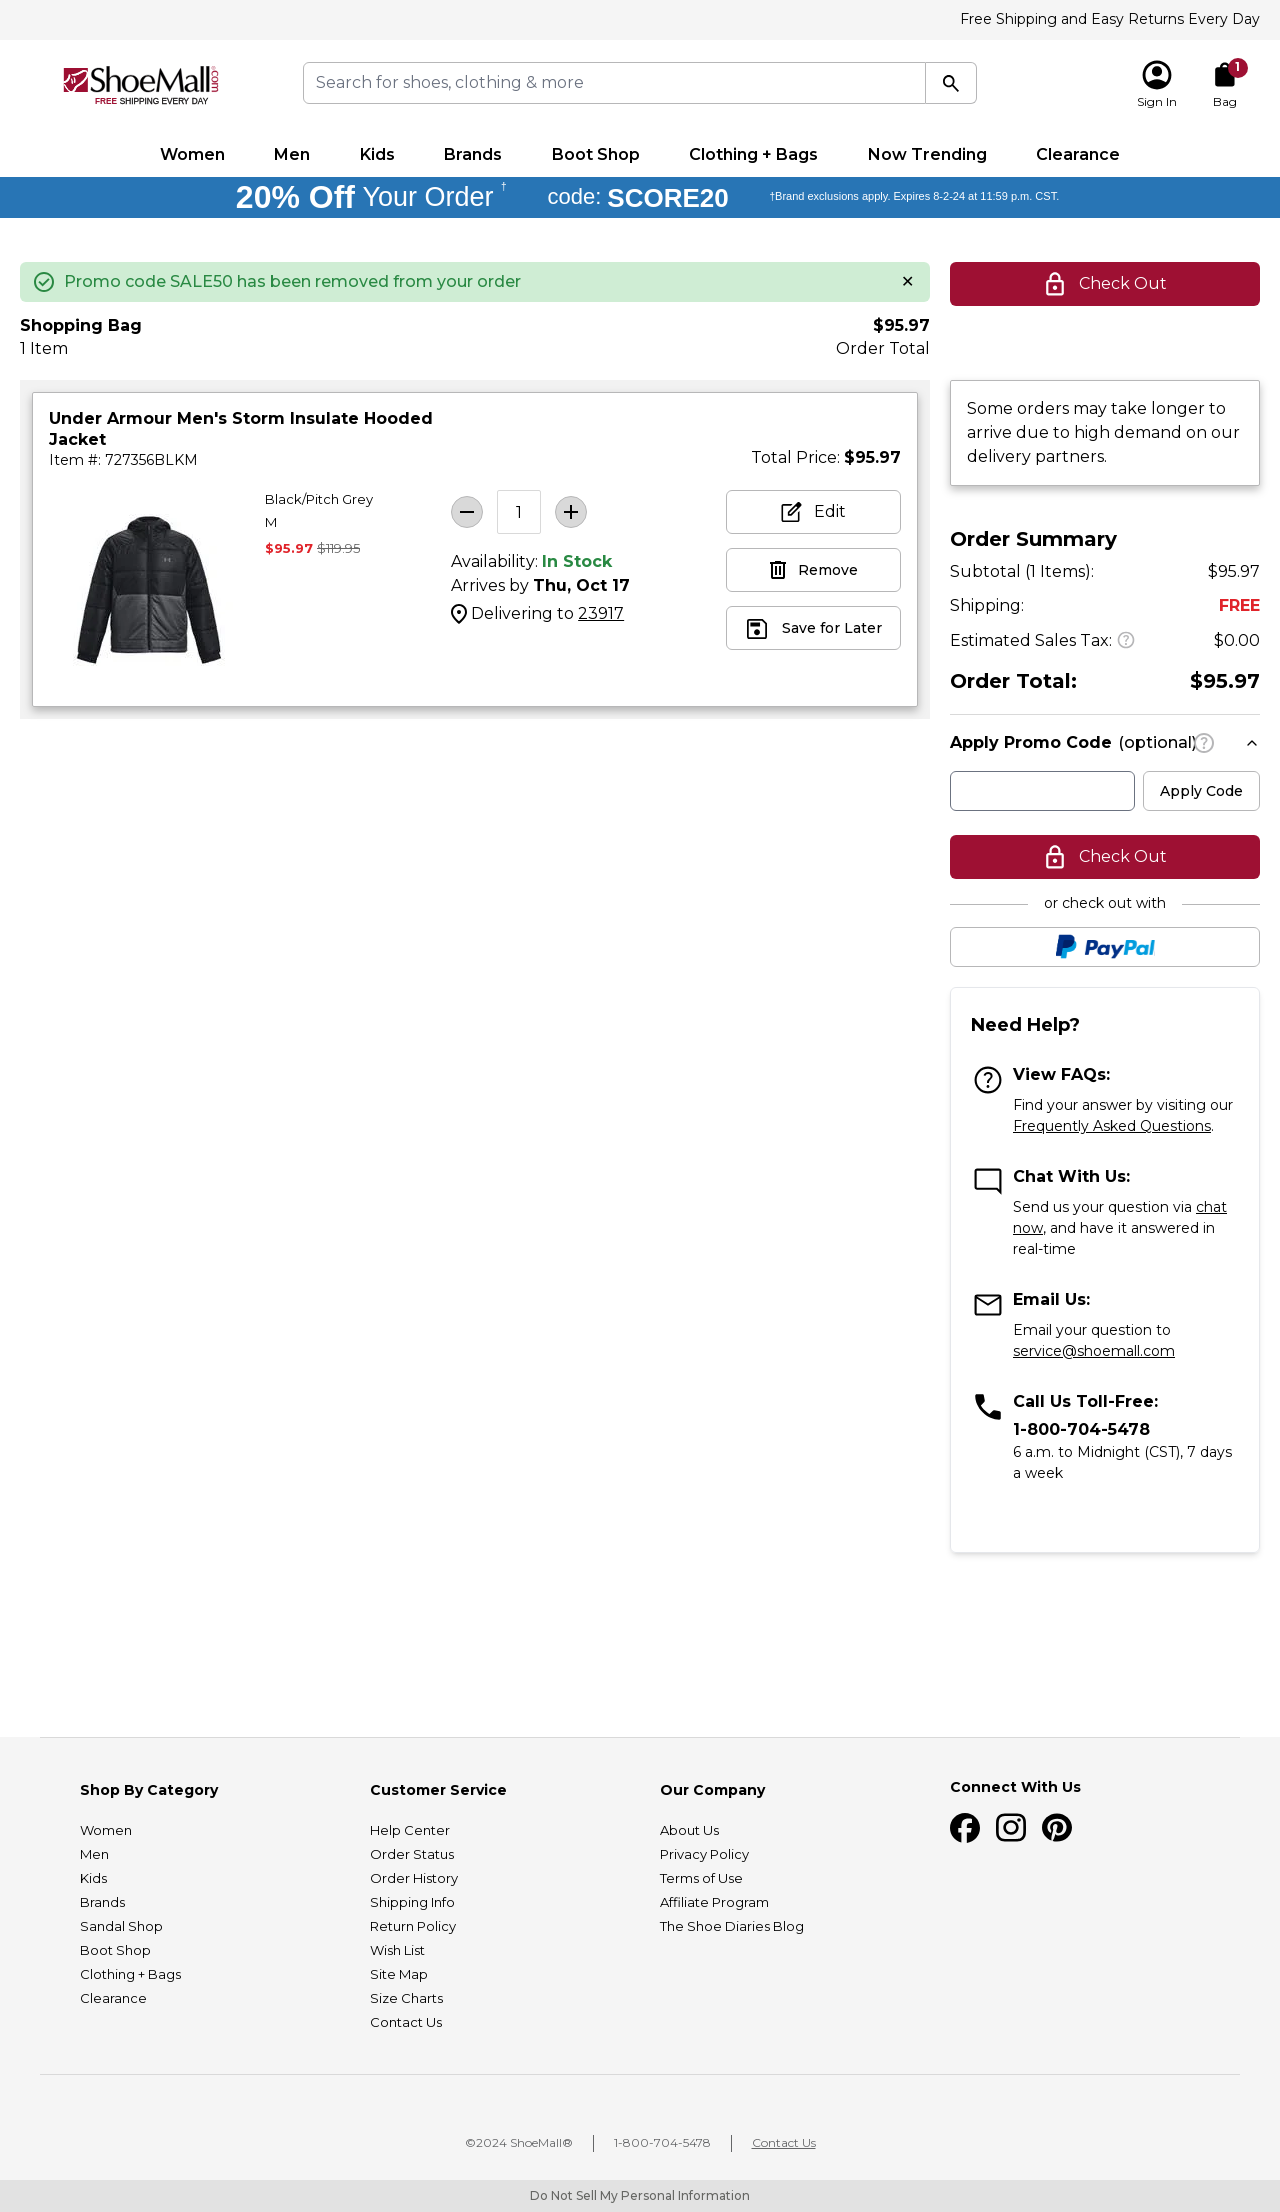 Free Shipping and Easy Returns Every Day
ShoeMall.com
FREE SHIPPING EVERY DAY
Search for shoes, clothing & more
1
Sign In
Bag
Women Men Kids Brands Boot Shop Clothing + Bags Now Trending Clearance
20% Off Your Order † code: SCORE20 †Brand exclusions apply. Expires 8-2-24 at 11:59 p.m. CST.
Promo code SALE50 has been removed from your order
Check Out
Shopping Bag $95.97
1 Item Order Total
Under Armour Men's Storm Insulate Hooded
Jacket
Item #: 727356BLKM
Total Price: $95.97
Black/Pitch Grey
M
$95.97 $119.95
1
Availability: In Stock
Arrives by Thu, Oct 17
Delivering to 23917
Edit
Remove
Save for Later
Some orders may take longer to
arrive due to high demand on our
delivery partners.
Order Summary
Subtotal (1 Items): $95.97
Shipping: FREE
Estimated Sales Tax: ? $0.00
Order Total: $95.97
Apply Promo Code (optional) ?
Apply Code
Check Out
or check out with
PayPal
Need Help?
View FAQs:
Find your answer by visiting our
Frequently Asked Questions.
Chat With Us:
Send us your question via chat
now, and have it answered in
real-time
Email Us:
Email your question to
service@shoemall.com
Call Us Toll-Free:
1-800-704-5478
6 a.m. to Midnight (CST), 7 days
a week
Shop By Category
Women
Men
Kids
Brands
Sandal Shop
Boot Shop
Clothing + Bags
Clearance
Customer Service
Help Center
Order Status
Order History
Shipping Info
Return Policy
Wish List
Site Map
Size Charts
Contact Us
Our Company
About Us
Privacy Policy
Terms of Use
Affiliate Program
The Shoe Diaries Blog
Connect With Us
©2024 ShoeMall® 1-800-704-5478 Contact Us
Do Not Sell My Personal Information